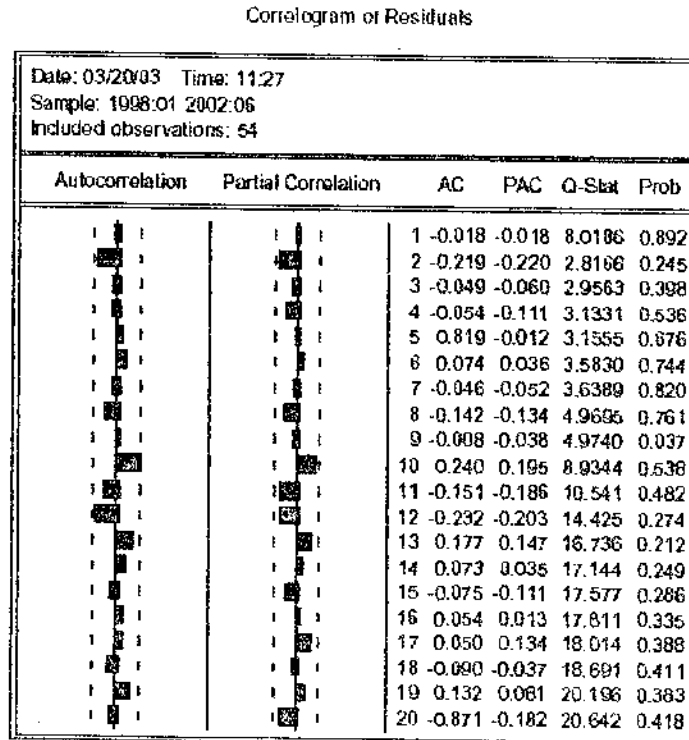 Correlogram of Residuals
Date: 03/20/03 Time: 11:27
Sample: 1998:01 2002:06
Included observations: 54
Autocorrelation Partial Correlation AC PAC Q-Stat Prob
1 -0.018 -0.018 8.0186 0.892
2 -0.219 -0.220 2.8166 0.245
3 -0.049 -0.060 2.9563 0.398
4 -0.054 -0.111 3.1331 0.536
5 0.819 -0.012 3.1555 0.676
6 0.074 0.036 3.5830 0.744
7 -0.046 -0.052 3.6389 0.820
8 -0.142 -0.134 4.9695 0.761
9 -0.008 -0.038 4.9740 0.037
10 0.240 0.195 8.9344 0.538
11 -0.151 -0.186 10.541 0.482
12 -0.232 -0.203 14.425 0.274
13 0.177 0.147 16.736 0.212
14 0.073 0.035 17.144 0.249
15 -0.075 -0.111 17.577 0.286
16 0.054 0.013 17.811 0.335
17 0.050 0.134 18.014 0.388
18 -0.090 -0.037 18.691 0.411
19 0.132 0.061 20.196 0.383
20 -0.871 -0.182 20.642 0.418